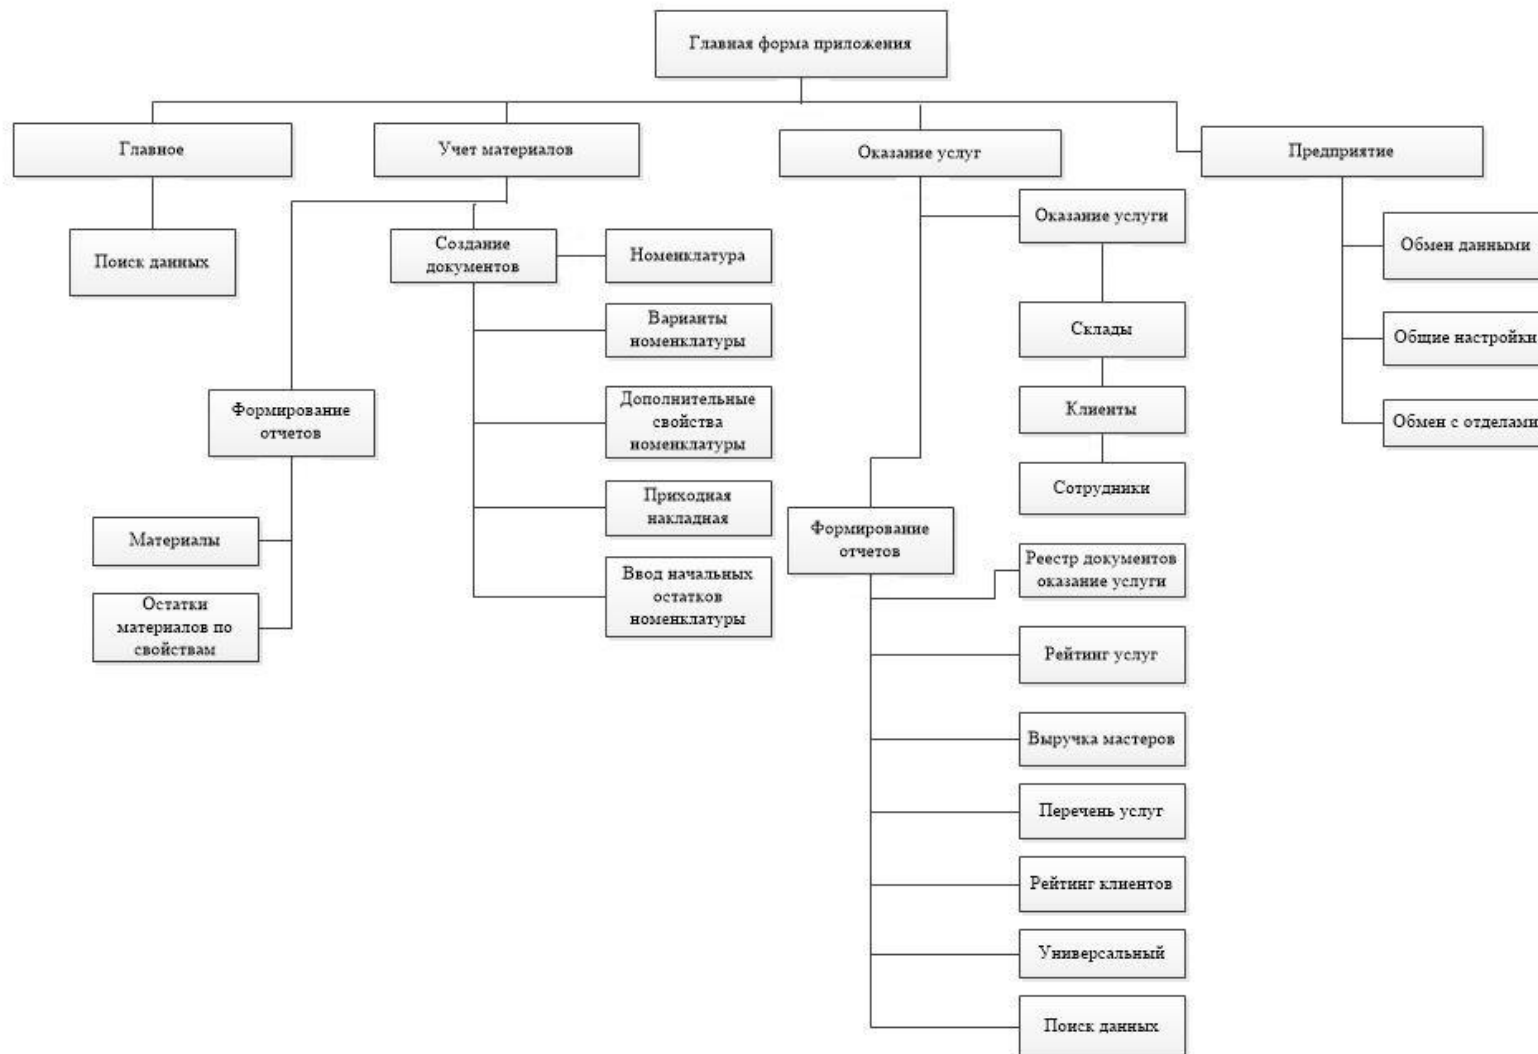 Главная форма приложения
Главное
Учет материалов
Оказание услуг
Предприятие
Поиск данных
Создание
документов
Номенклатура
Варианты
номенклатуры
Дополнительные
свойства
номенклатуры
Приходная
накладная
Ввод начальных
остатков
номенклатуры
Формирование
отчетов
Материалы
Остатки
материалов по
свойствам
Оказание услуги
Склады
Клиенты
Сотрудники
Формирование
отчетов
Реестр документов
оказание услуги
Рейтинг услуг
Выручка мастеров
Перечень услуг
Рейтинг клиентов
Универсальный
Поиск данных
Обмен данными
Общие настройки
Обмен с отделами